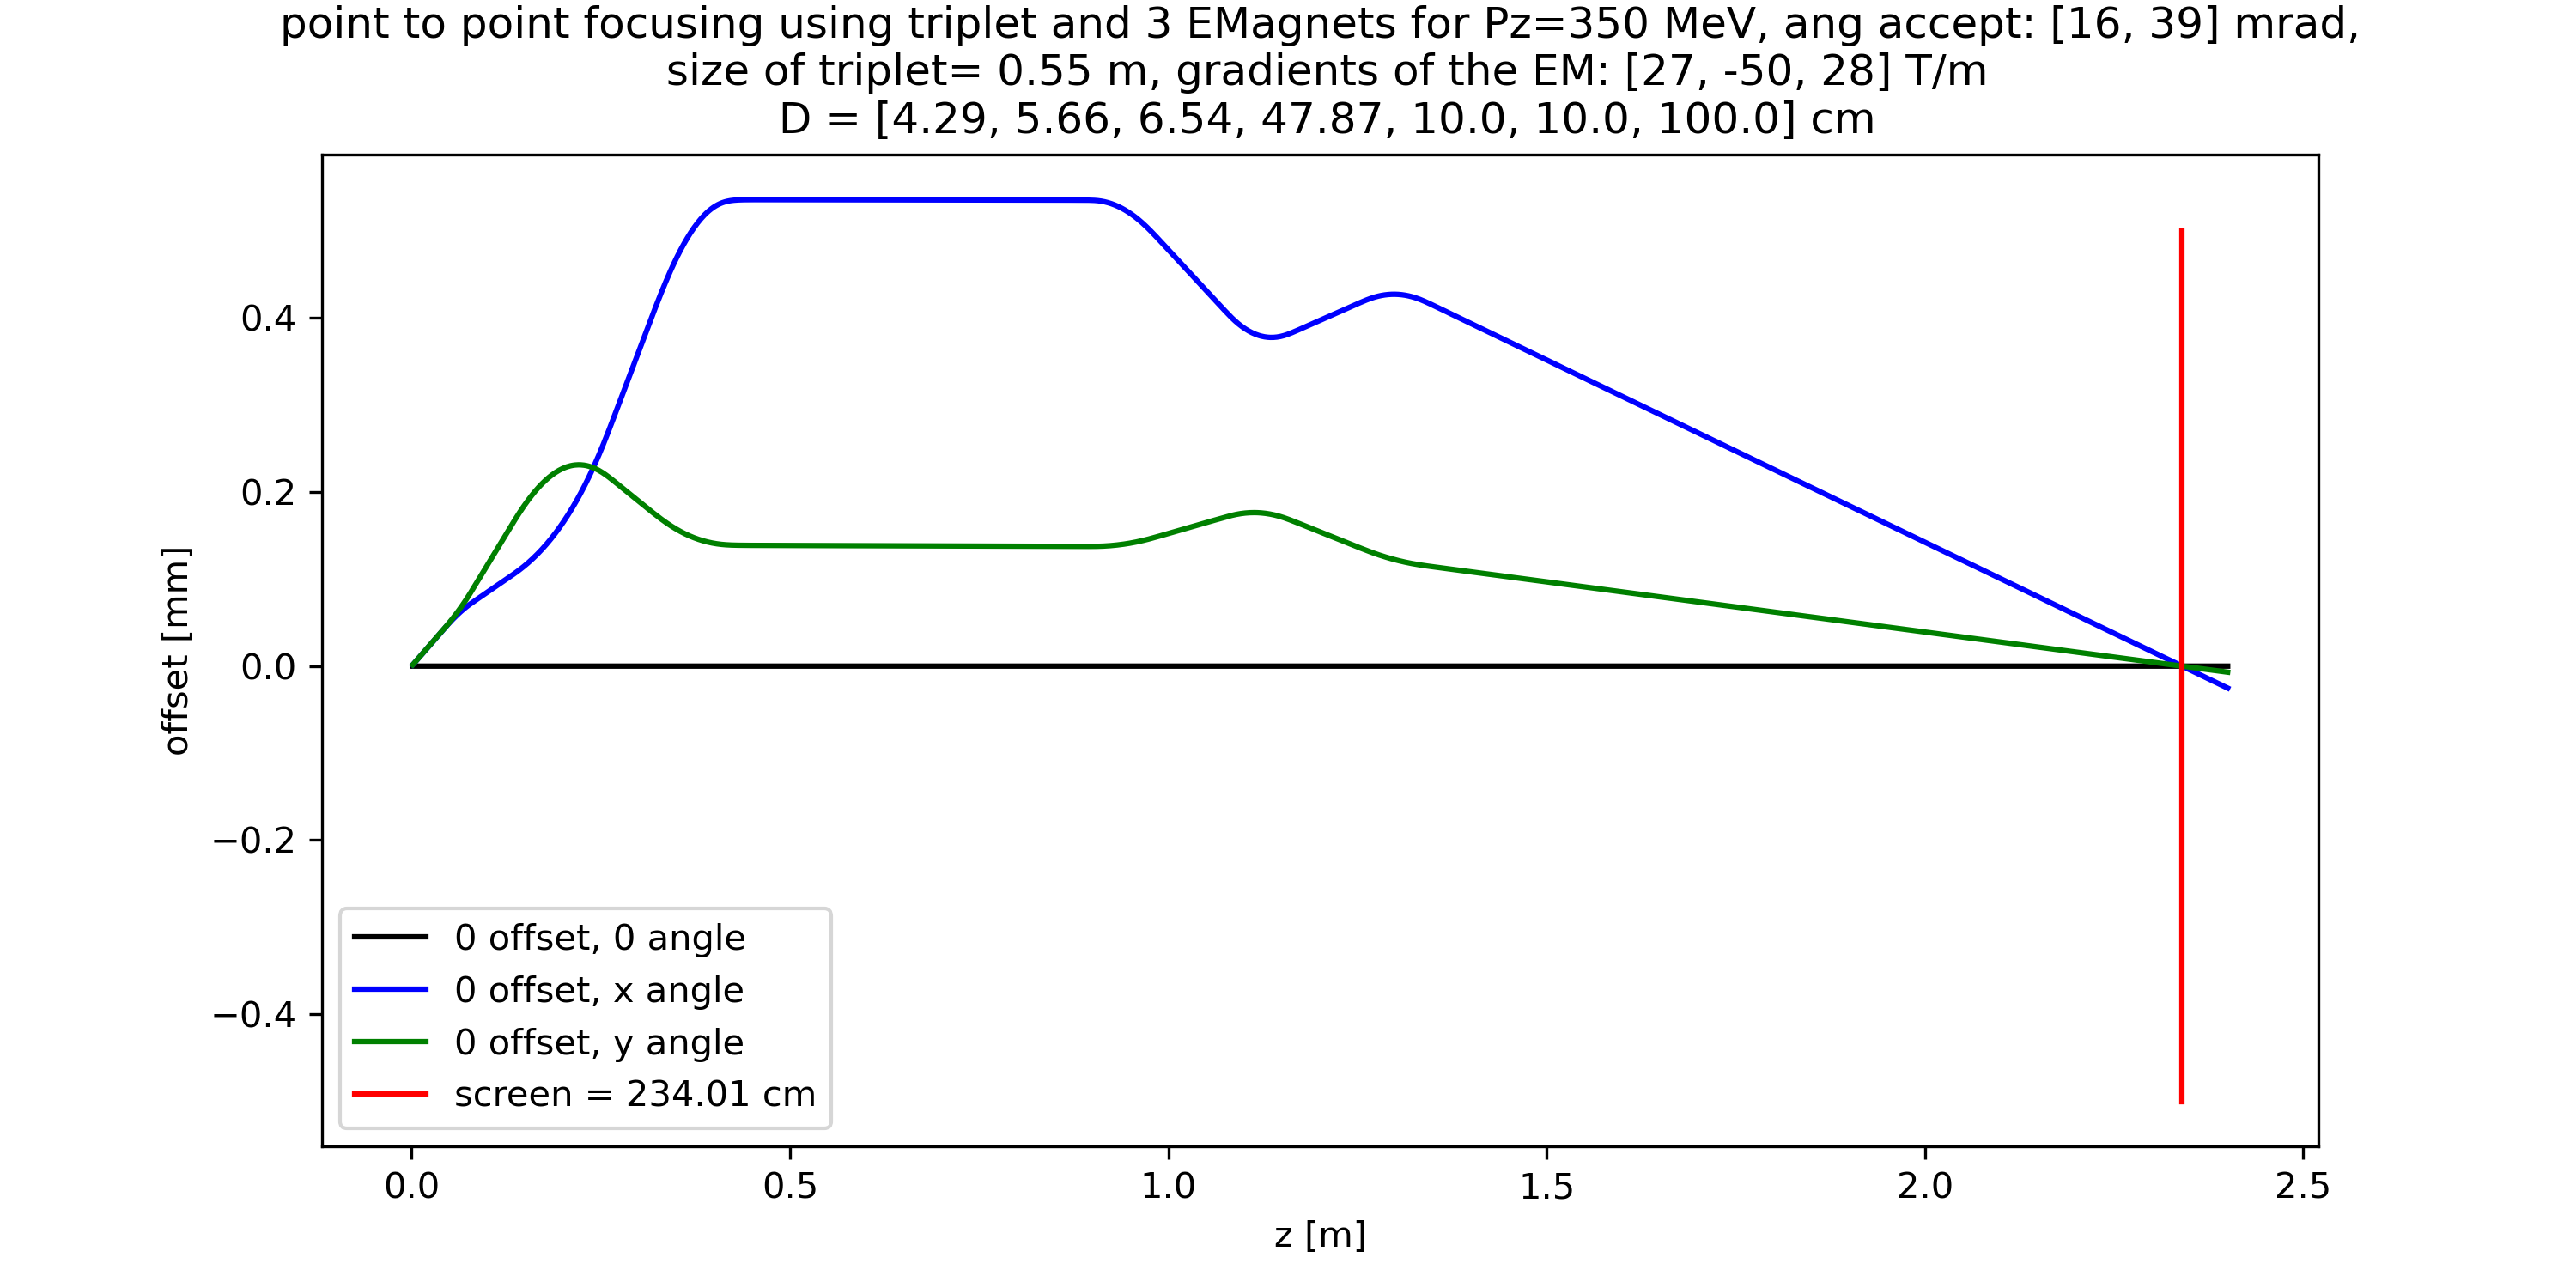 point to point focusing using triplet and 3 EMagnets for Pz=350 MeV, ang accept: [16, 39] mrad,
size of triplet= 0.55 m, gradients of the EM: [27, -50, 28] T/m
D = [4.29, 5.66, 6.54, 47.87, 10.0, 10.0, 100.0] cm
offset [mm]
0.4
0.2
0.0
−0.2
−0.4
0 offset, 0 angle
0 offset, x angle
0 offset, y angle
screen = 234.01 cm
0.0 0.5 1.0 1.5 2.0 2.5
z [m]